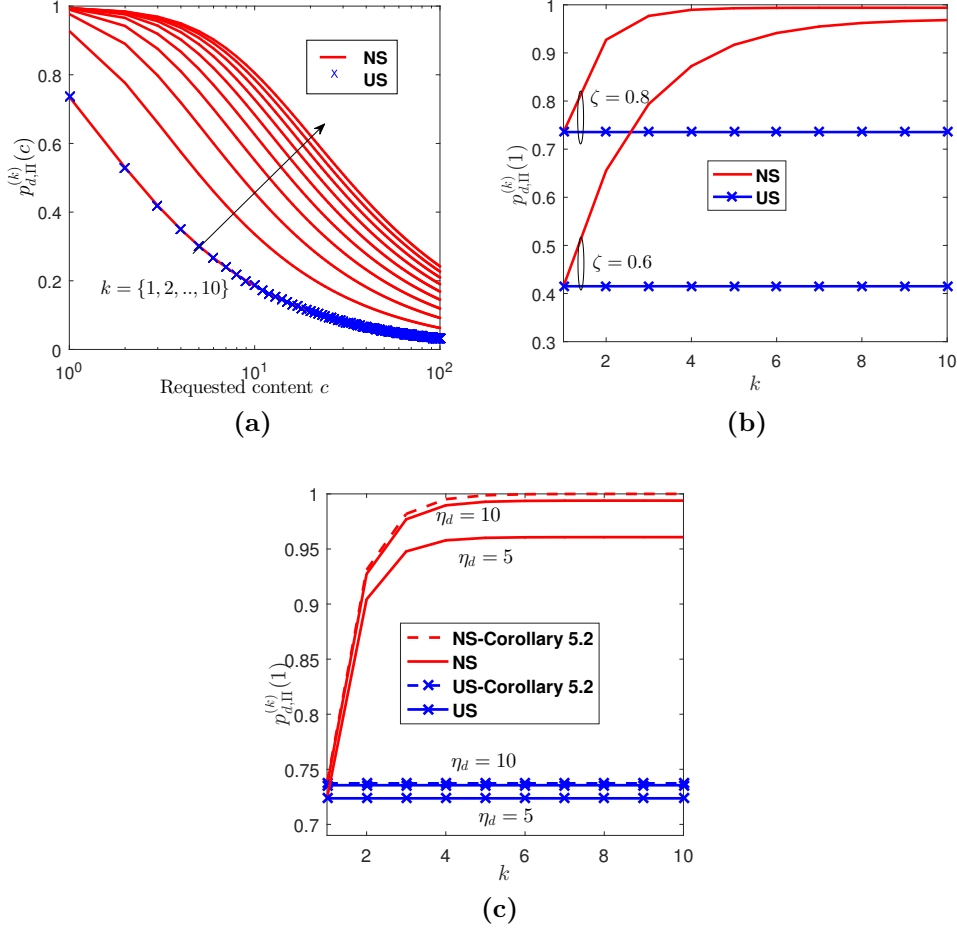 1
0.8
0.6
0.4
0.2
0
p_{d,Π}^{(k)}(c)
NS
US
k = {1, 2, .., 10}
10^0
10^1
10^2
Requested content c
(a)
1
0.9
0.8
0.7
0.6
0.5
0.4
0.3
p_{d,Π}^{(k)}(1)
ζ = 0.8
NS
US
ζ = 0.6
2
4
6
8
10
k
(b)
1
0.95
0.9
0.85
0.8
0.75
0.7
p_{d,Π}^{(k)}(1)
η_d = 10
η_d = 5
NS-Corollary 5.2
NS
US-Corollary 5.2
US
η_d = 10
η_d = 5
2
4
6
8
10
k
(c)